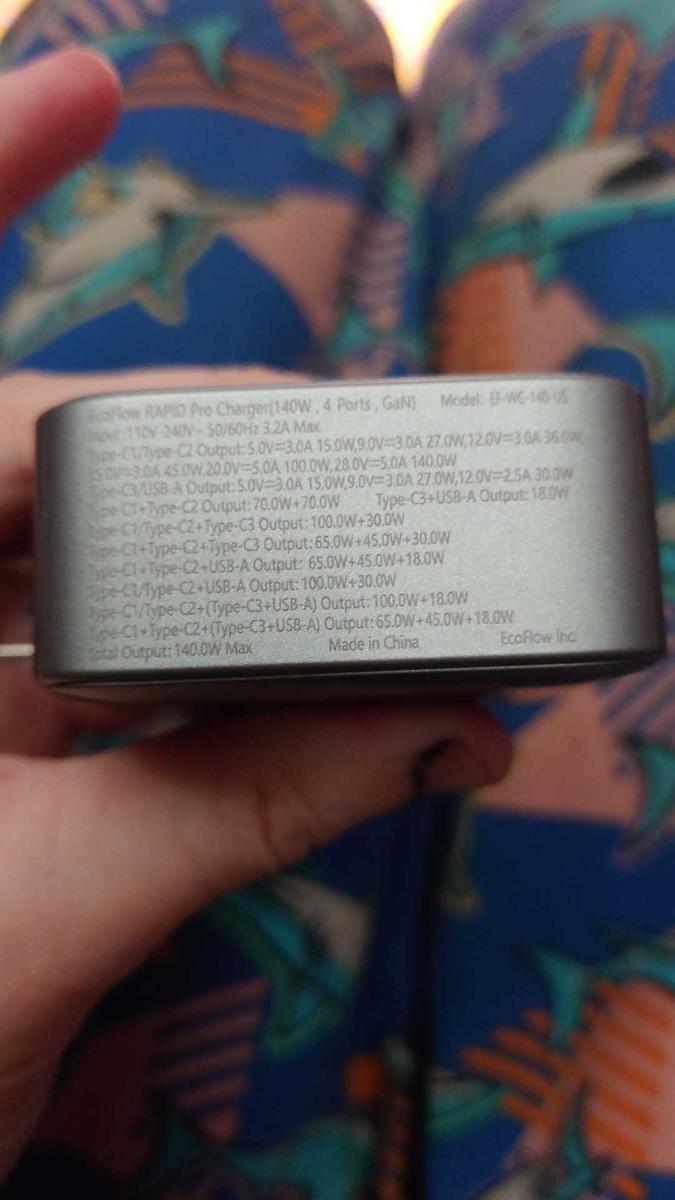 EcoFlow RAPID Pro Charger(140W , 4 Ports , GaN) Model: EF-WC-140-US
Input: 110V-240V~ 50/60Hz 3.2A Max
Type-C1/Type-C2 Output:5.0V=3.0A 15.0W,9.0V=3.0A 27.0W,12.0V=3.0A 36.0W,
15.0V=3.0A 45.0W,20.0V=5.0A 100.0W,28.0V=5.0A 140.0W
Type-C3/USB-A Output:5.0V=3.0A 15.0W,9.0V=3.0A 27.0W,12.0V=2.5A 30.0W
Type-C1+Type-C2 Output:70.0W+70.0W Type-C3+USB-A Output:18.0W
Type-C1/Type-C2+Type-C3 Output:100.0W+30.0W
Type-C1+Type-C2+Type-C3 Output:65.0W+45.0W+30.0W
Type-C1+Type-C2+USB-A Output: 65.0W+45.0W+18.0W
Type-C1/Type-C2+USB-A Output:100.0W+30.0W
Type-C1/Type-C2+(Type-C3+USB-A) Output:100.0W+18.0W
Type-C1+Type-C2+(Type-C3+USB-A) Output:65.0W+45.0W+18.0W
Total Output:140.0W Max Made in China EcoFlow Inc.